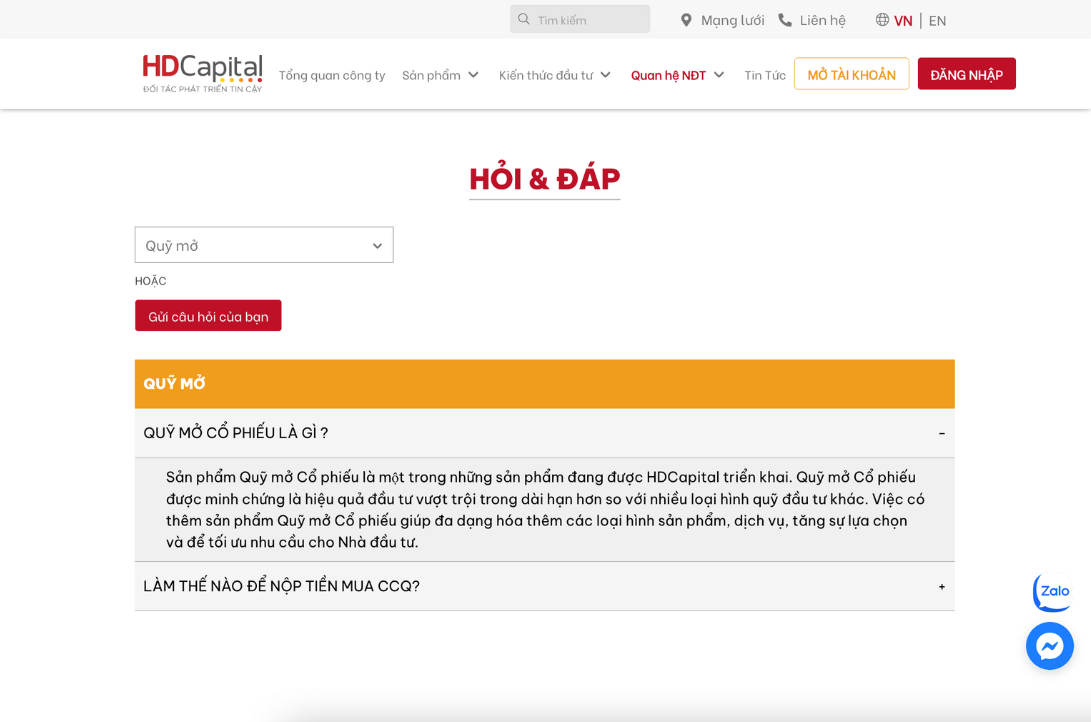 Tìm kiếm
Mạng lưới
Liên hệ
VN | EN
HDCapital
ĐỐI TÁC PHÁT TRIỂN TIN CẬY
Tổng quan công ty
Sản phẩm
Kiến thức đầu tư
Quan hệ NĐT
Tin Tức
MỞ TÀI KHOẢN
ĐĂNG NHẬP
HỎI & ĐÁP
Quỹ mở
HOẶC
Gửi câu hỏi của bạn
QUỸ MỞ
QUỸ MỞ CỔ PHIẾU LÀ GÌ ? -
Sản phẩm Quỹ mở Cổ phiếu là một trong những sản phẩm đang được HDCapital triển khai. Quỹ mở Cổ phiếu
được minh chứng là hiệu quả đầu tư vượt trội trong dài hạn hơn so với nhiều loại hình quỹ đầu tư khác. Việc có
thêm sản phẩm Quỹ mở Cổ phiếu giúp đa dạng hóa thêm các loại hình sản phẩm, dịch vụ, tăng sự lựa chọn
và để tối ưu nhu cầu cho Nhà đầu tư.
LÀM THẾ NÀO ĐỂ NỘP TIỀN MUA CCQ? +
Zalo